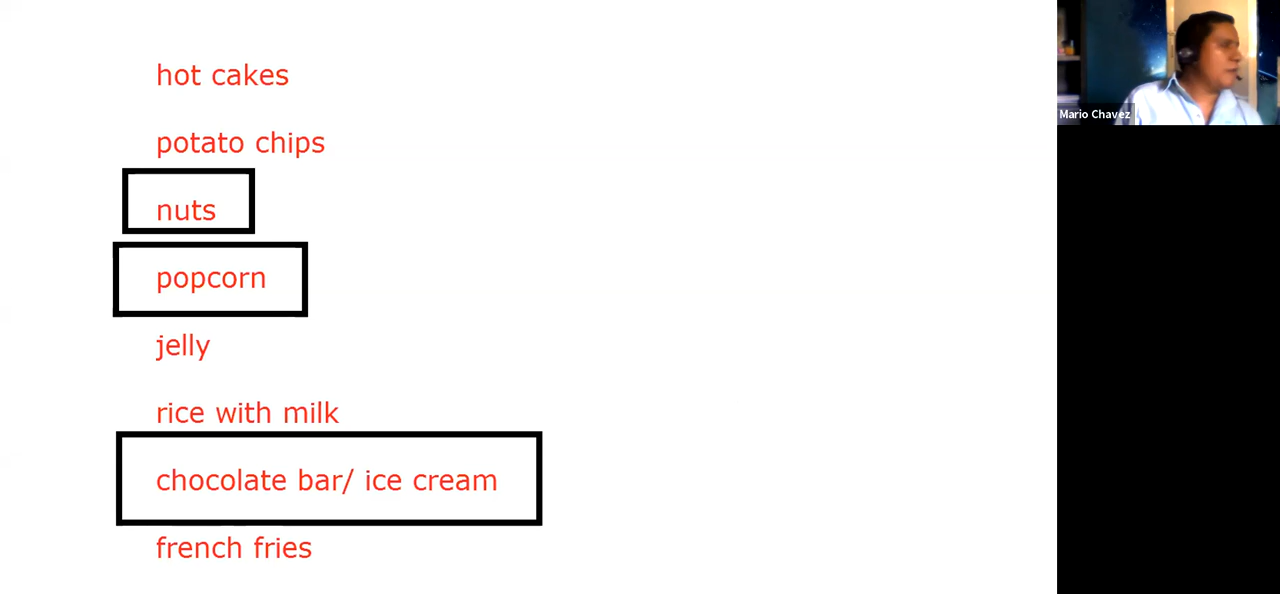 hot cakes
potato chips
nuts
popcorn
jelly
rice with milk
chocolate bar/ ice cream
french fries
Mario Chavez